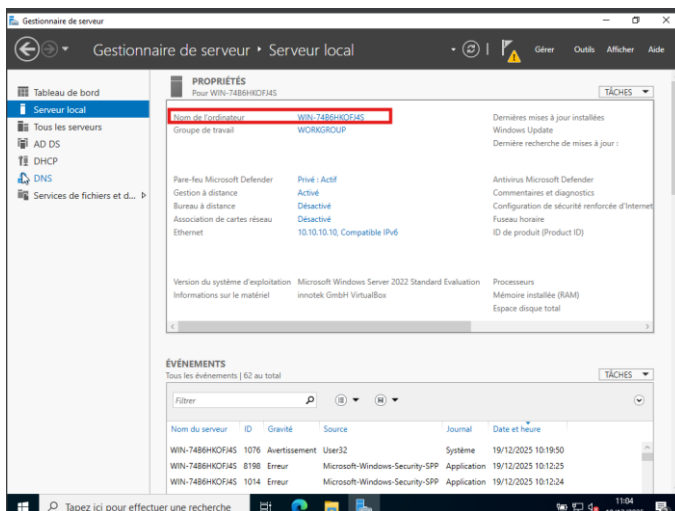 Gestionnaire de serveur
Gestionnaire de serveur • Serveur local
Gérer Outils Afficher Aide
Tableau de bord
Serveur local
Tous les serveurs
AD DS
DHCP
DNS
Services de fichiers et d...
PROPRIÉTÉS
Pour WIN-74B6HKOFJ4S
TÂCHES
Nom de l'ordinateur WIN-74B6HKOFJ4S Dernières mises à jour installées
Groupe de travail WORKGROUP Windows Update
Dernière recherche de mises à jour :
Pare-feu Microsoft Defender Privé : Actif Antivirus Microsoft Defender
Gestion à distance Activé Commentaires et diagnostics
Bureau à distance Désactivé Configuration de sécurité renforcée d'Internet
Association de cartes réseau Désactivé Fuseau horaire
Ethernet 10.10.10.10, Compatible IPv6 ID de produit (Product ID)
Version du système d'exploitation Microsoft Windows Server 2022 Standard Evaluation Processeurs
Informations sur le matériel innotek GmbH VirtualBox Mémoire installée (RAM)
Espace disque total
ÉVÉNEMENTS
Tous les événements | 62 au total
TÂCHES
Filtrer
Nom du serveur ID Gravité Source Journal Date et heure
WIN-74B6HKOFJ4S 1076 Avertissement User32 Système 19/12/2025 10:19:50
WIN-74B6HKOFJ4S 8198 Erreur Microsoft-Windows-Security-SPP Application 19/12/2025 10:12:25
WIN-74B6HKOFJ4S 1014 Erreur Microsoft-Windows-Security-SPP Application 19/12/2025 10:12:24
Tapez ici pour effectuer une recherche
11:04